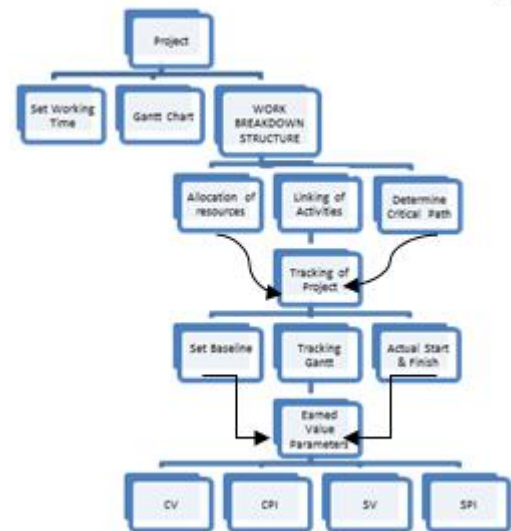 Project
Set Working
Time
Gantt Chart
WORK
BREAKDOWN
STRUCTURE
Allocation of
resources
Linking of
Activities
Determine
Critical Path
Tracking of
Project
Set Baseline
Tracking
Gantt
Actual Start
& Finish
Earned
Value
Parameters
CV
CPI
SV
SPI